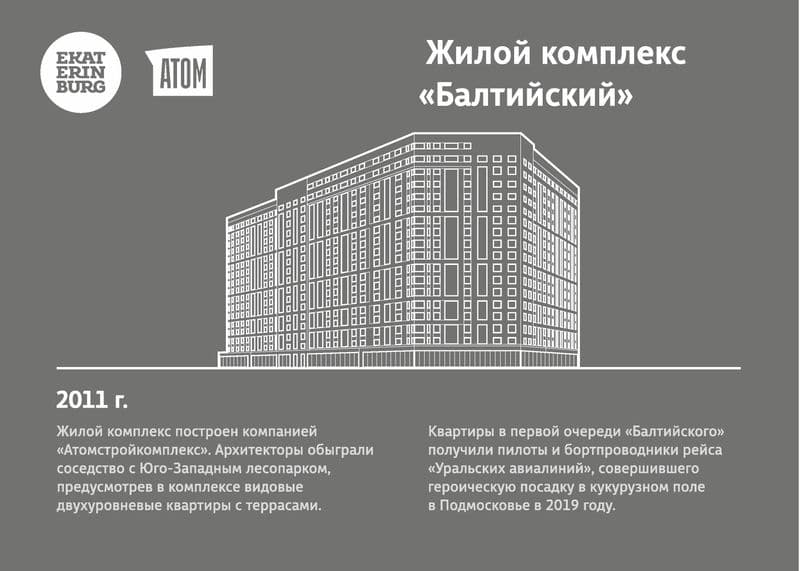 EKAT
ERIN
BURG
АТОМ
Жилой комплекс
«Балтийский»
2011 г.
Жилой комплекс построен компанией
«Атомстройкомплекс». Архитекторы обыграли
соседство с Юго-Западным лесопарком,
предусмотрев в комплексе видовые
двухуровневые квартиры с террасами.
Квартиры в первой очереди «Балтийского»
получили пилоты и бортпроводники рейса
«Уральских авиалиний», совершившего
героическую посадку в кукурузном поле
в Подмосковье в 2019 году.